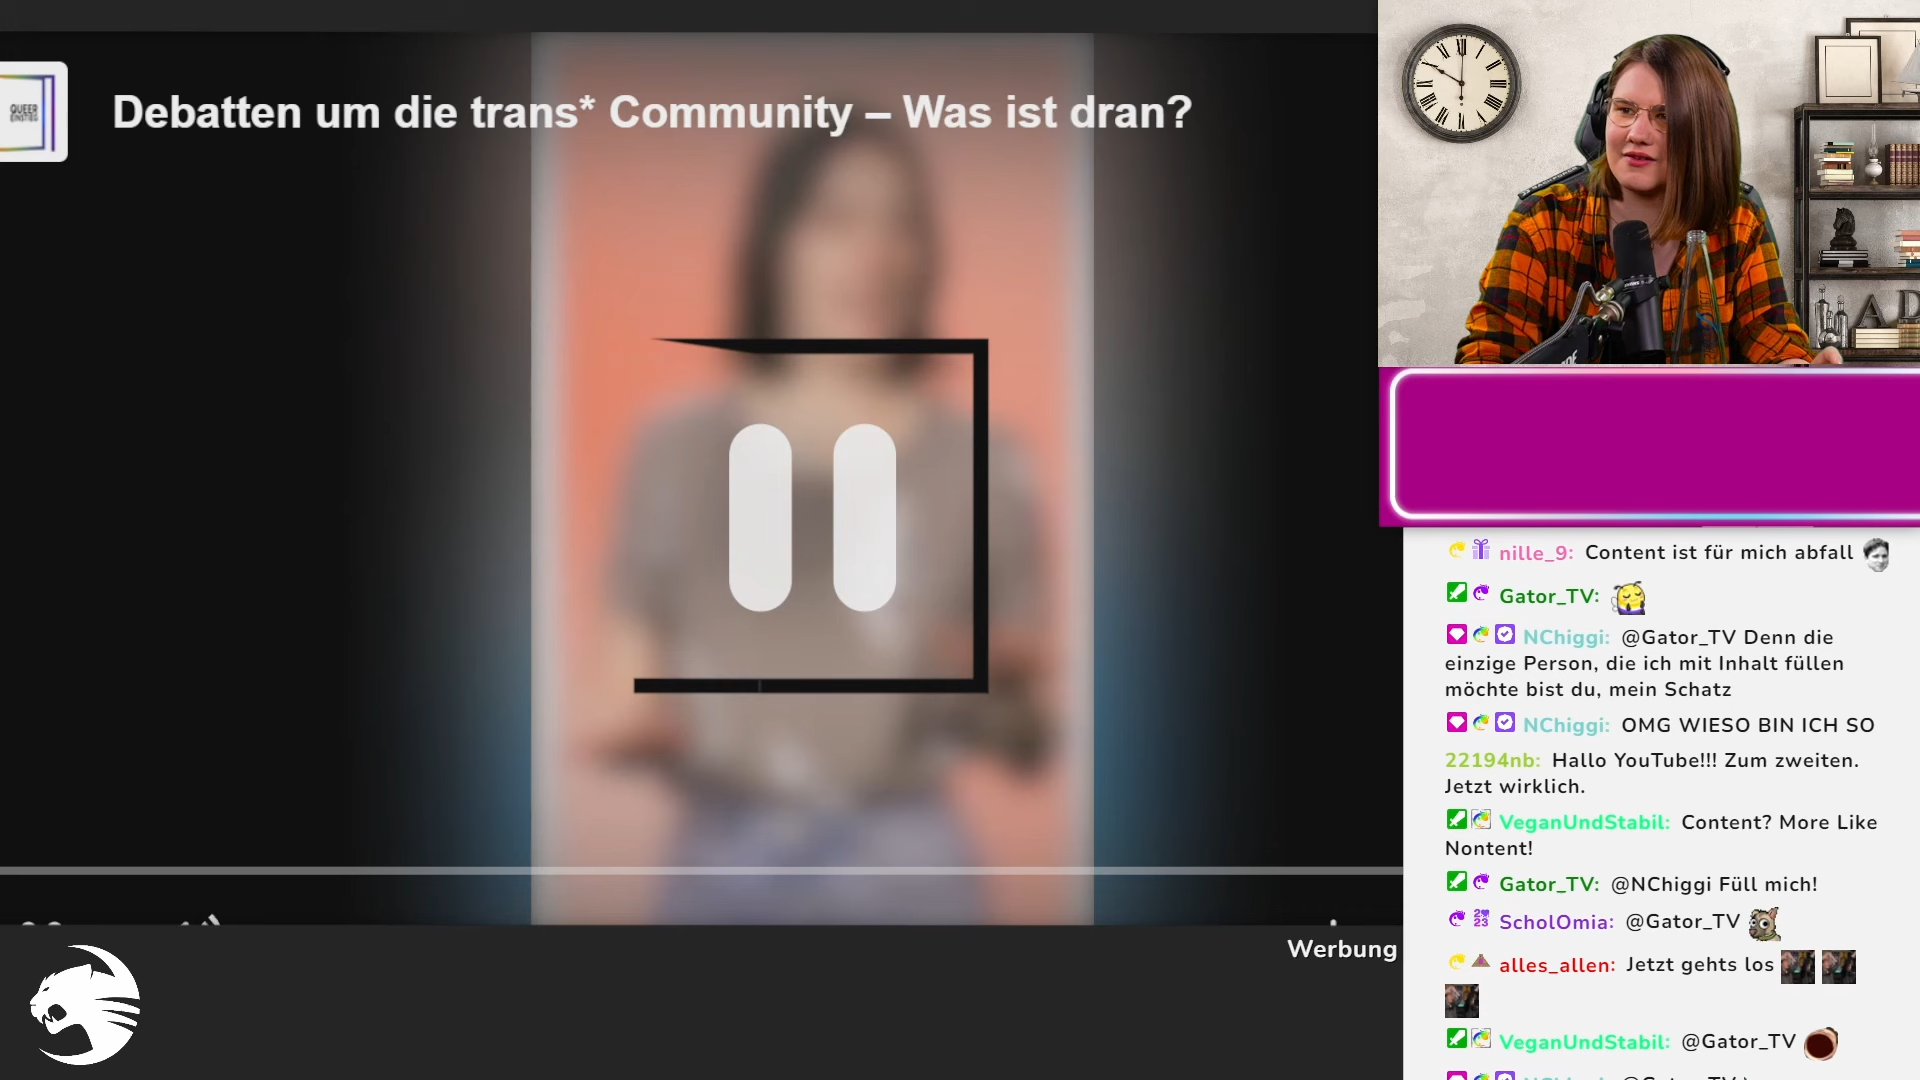 QUEER
EINSTIEG
Debatten um die trans* Community – Was ist dran?
nille_9: Content ist für mich abfall
Gator_TV:
NChiggi: @Gator_TV Denn die
einzige Person, die ich mit Inhalt füllen
möchte bist du, mein Schatz
NChiggi: OMG WIESO BIN ICH SO
22194nb: Hallo YouTube!!! Zum zweiten.
Jetzt wirklich.
VeganUndStabil: Content? More Like
Nontent!
Gator_TV: @NChiggi Füll mich!
ScholOmia: @Gator_TV
alles_allen: Jetzt gehts los
VeganUndStabil: @Gator_TV
Werbung